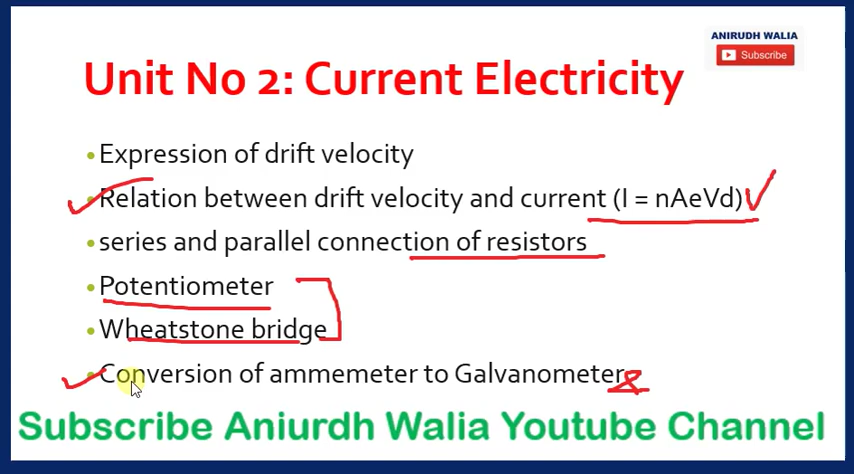 ANIRUDH WALIA
Subscribe
Unit No 2: Current Electricity
• Expression of drift velocity
• Relation between drift velocity and current (I = nAeVd)
• series and parallel connection of resistors
• Potentiometer
• Wheatstone bridge
• Conversion of ammemeter to Galvanometer &
Subscribe Aniurdh Walia Youtube Channel